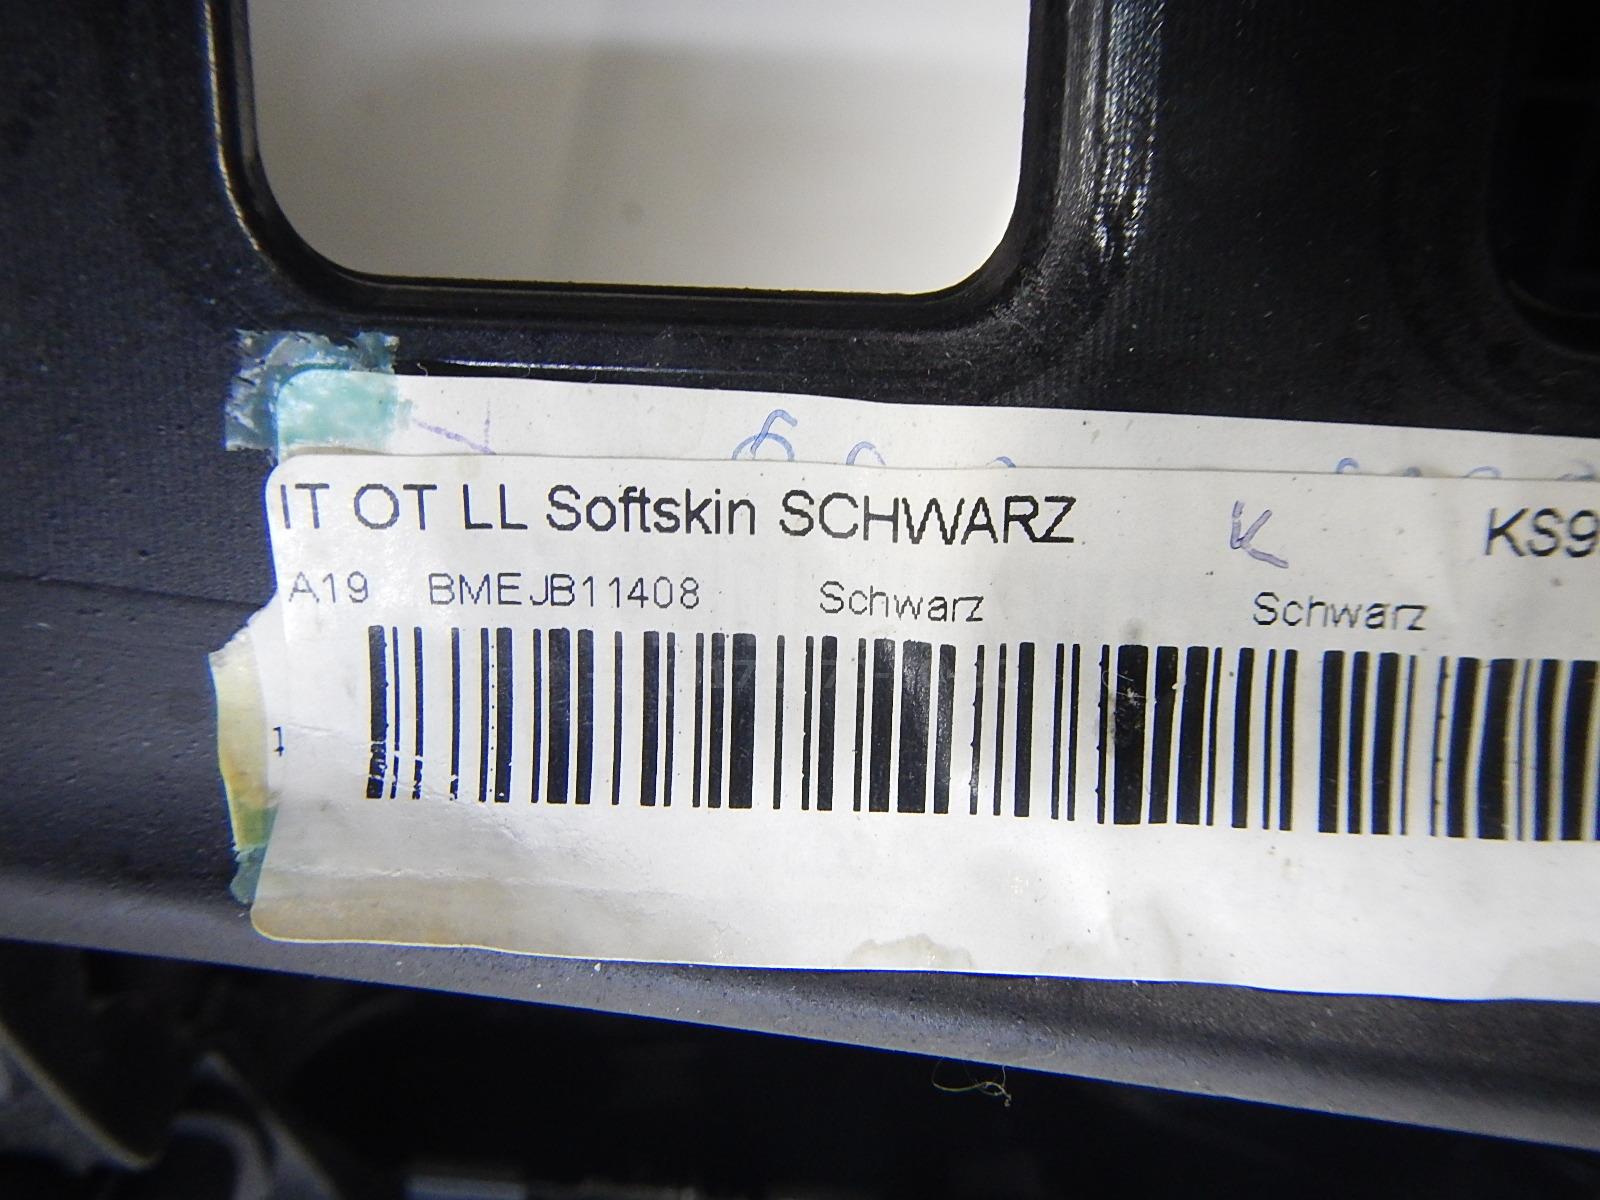 IT OT LL Softskin SCHWARZ K KS9
A19 BMEJB11408 Schwarz Schwarz